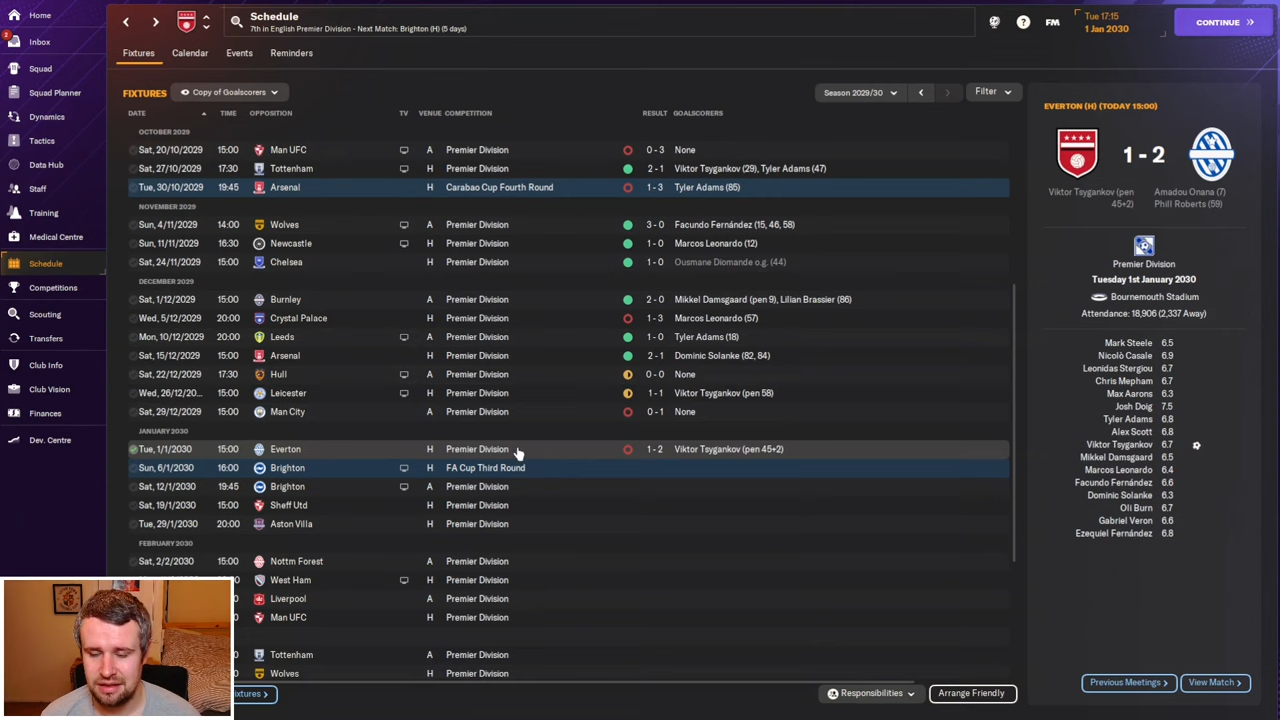 Home
Schedule
7th in English Premier Division - Next Match: Brighton (H) (5 days)
FM
Tue 17:15
1 Jan 2030
CONTINUE
2
Inbox
Squad
Squad Planner
Dynamics
Tactics
Data Hub
Staff
Training
Medical Centre
Schedule
Competitions
Scouting
Transfers
Club Info
Club Vision
Finances
Dev. Centre
Fixtures Calendar Events Reminders
FIXTURES Copy of Goalscorers Season 2029/30 Filter
DATE TIME OPPOSITION TV VENUE COMPETITION RESULT GOALSCORERS
OCTOBER 2029
Sat, 20/10/2029 15:00 Man UFC A Premier Division 0 - 3 None
Sat, 27/10/2029 17:30 Tottenham H Premier Division 2 - 1 Viktor Tsygankov (29), Tyler Adams (47)
Tue, 30/10/2029 19:45 Arsenal H Carabao Cup Fourth Round 1 - 3 Tyler Adams (85)
NOVEMBER 2029
Sun, 4/11/2029 14:00 Wolves A Premier Division 3 - 0 Facundo Fernández (15, 46, 58)
Sun, 11/11/2029 16:30 Newcastle H Premier Division 1 - 0 Marcos Leonardo (12)
Sat, 24/11/2029 15:00 Chelsea H Premier Division 1 - 0 Ousmane Diomande o.g. (44)
DECEMBER 2029
Sat, 1/12/2029 15:00 Burnley A Premier Division 2 - 0 Mikkel Damsgaard (pen 9), Lilian Brassier (86)
Wed, 5/12/2029 20:00 Crystal Palace H Premier Division 1 - 3 Marcos Leonardo (57)
Mon, 10/12/2029 20:00 Leeds A Premier Division 1 - 0 Tyler Adams (18)
Sat, 15/12/2029 15:00 Arsenal H Premier Division 2 - 1 Dominic Solanke (82, 84)
Sat, 22/12/2029 17:30 Hull A Premier Division 0 - 0 None
Wed, 26/12/20... 15:00 Leicester H Premier Division 1 - 1 Viktor Tsygankov (pen 58)
Sat, 29/12/2029 15:00 Man City A Premier Division 0 - 1 None
JANUARY 2030
Tue, 1/1/2030 15:00 Everton H Premier Division 1 - 2 Viktor Tsygankov (pen 45+2)
Sun, 6/1/2030 16:00 Brighton H FA Cup Third Round
Sat, 12/1/2030 19:45 Brighton A Premier Division
Sat, 19/1/2030 15:00 Sheff Utd H Premier Division
Tue, 29/1/2030 20:00 Aston Villa H Premier Division
FEBRUARY 2030
Sat, 2/2/2030 15:00 Nottm Forest A Premier Division
West Ham H Premier Division
Liverpool A Premier Division
Man UFC H Premier Division
Tottenham A Premier Division
Wolves H Premier Division
Responsibilities
Arrange Friendly
EVERTON (H) (TODAY 15:00)
1 - 2
Viktor Tsygankov (pen 45+2)
Amadou Onana (7)
Phill Roberts (59)
Premier Division
Tuesday 1st January 2030
Bournemouth Stadium
Attendance: 18,906 (2,337 Away)
Mark Steele 6.5
Nicolò Casale 6.9
Leonidas Stergiou 6.7
Chris Mepham 6.7
Max Aarons 6.3
Josh Doig 7.5
Tyler Adams 6.8
Alex Scott 6.8
Viktor Tsygankov 6.7
Mikkel Damsgaard 6.5
Marcos Leonardo 6.4
Facundo Fernández 6.6
Dominic Solanke 6.3
Oli Burn 6.7
Gabriel Veron 6.6
Ezequiel Fernández 6.8
Previous Meetings
View Match